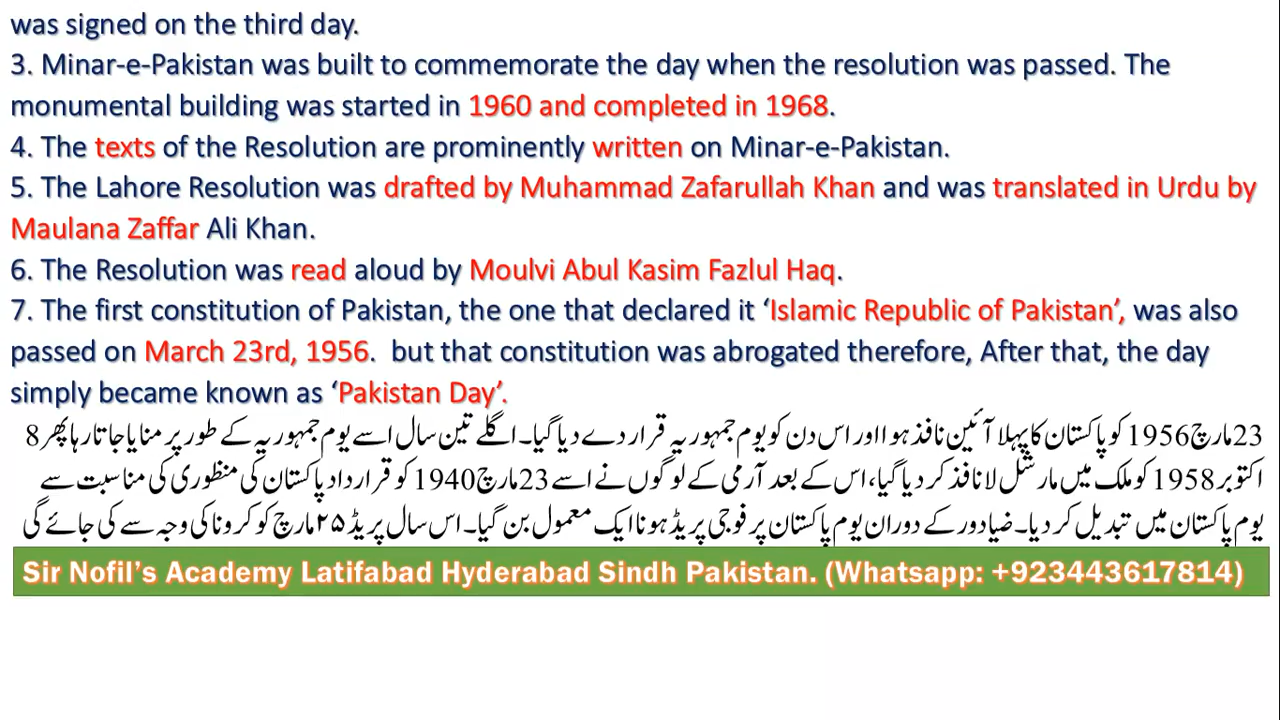 was signed on the third day.
3. Minar-e-Pakistan was built to commemorate the day when the resolution was passed. The
monumental building was started in 1960 and completed in 1968.
4. The texts of the Resolution are prominently written on Minar-e-Pakistan.
5. The Lahore Resolution was drafted by Muhammad Zafarullah Khan and was translated in Urdu by
Maulana Zaffar Ali Khan.
6. The Resolution was read aloud by Moulvi Abul Kasim Fazlul Haq.
7. The first constitution of Pakistan, the one that declared it ‘Islamic Republic of Pakistan’, was also
passed on March 23rd, 1956.  but that constitution was abrogated therefore, After that, the day
simply became known as ‘Pakistan Day’.
23مارچ 1956 کو پاکستان کا پہلا آئین نافذ ہوا اور اس دن کو یوم جمہوریہ قرار دے دیا گیا۔ اگلے تین سال اسے یوم جمہوریہ کے طور پر منایا جاتا رہا پھر 8
اکتوبر 1958 کو ملک میں مارشل لا نافذ کر دیا گیا، اس کے بعد آرمی کے لوگوں نے اسے 23مارچ 1940 کو قرارداد پاکستان کی منظوری کی مناسبت سے
یوم پاکستان میں تبدیل کر دیا۔ ضیا دور کے دوران یوم پاکستان پر فوجی پریڈ ہونا ایک معمول بن گیا۔ اس سال پریڈ ۲۵ مارچ کو کرونا کی وجہ سے کی جائے گی
Sir Nofil’s Academy Latifabad Hyderabad Sindh Pakistan. (Whatsapp: +923443617814)